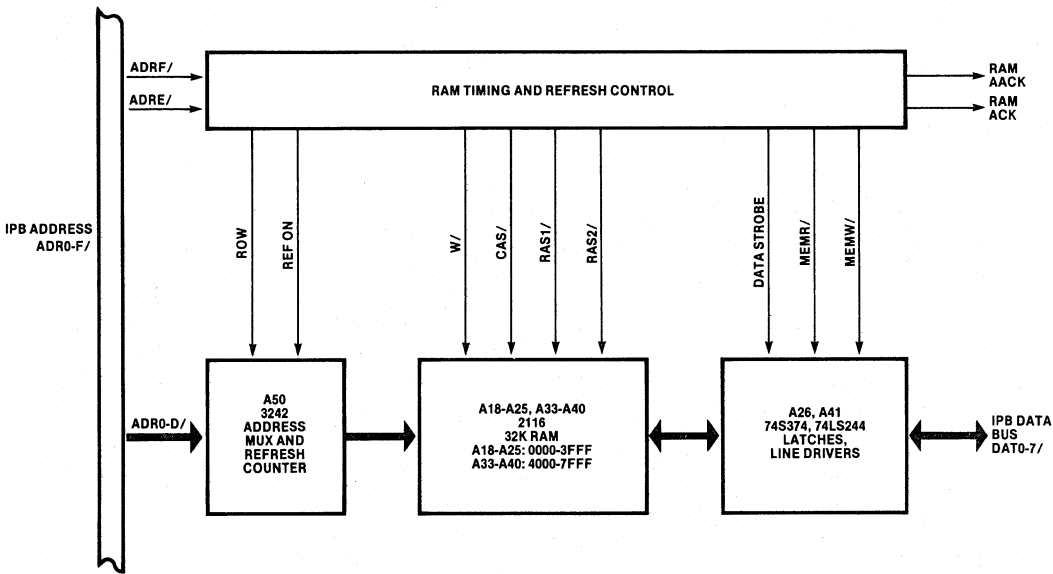 ADRF/
ADRE/
RAM TIMING AND REFRESH CONTROL
RAM
AACK
RAM
ACK
IPB ADDRESS
ADR0-F/
ROW
REF ON
W/
CAS/
RAS1/
RAS2/
DATA STROBE
MEMR/
MEMW/
ADR0-D/
A50
3242
ADDRESS
MUX AND
REFRESH
COUNTER
A18-A25, A33-A40
2116
32K RAM
A18-A25: 0000-3FFF
A33-A40: 4000-7FFF
A26, A41
74S374, 74LS244
LATCHES,
LINE DRIVERS
IPB DATA
BUS
DAT0-7/